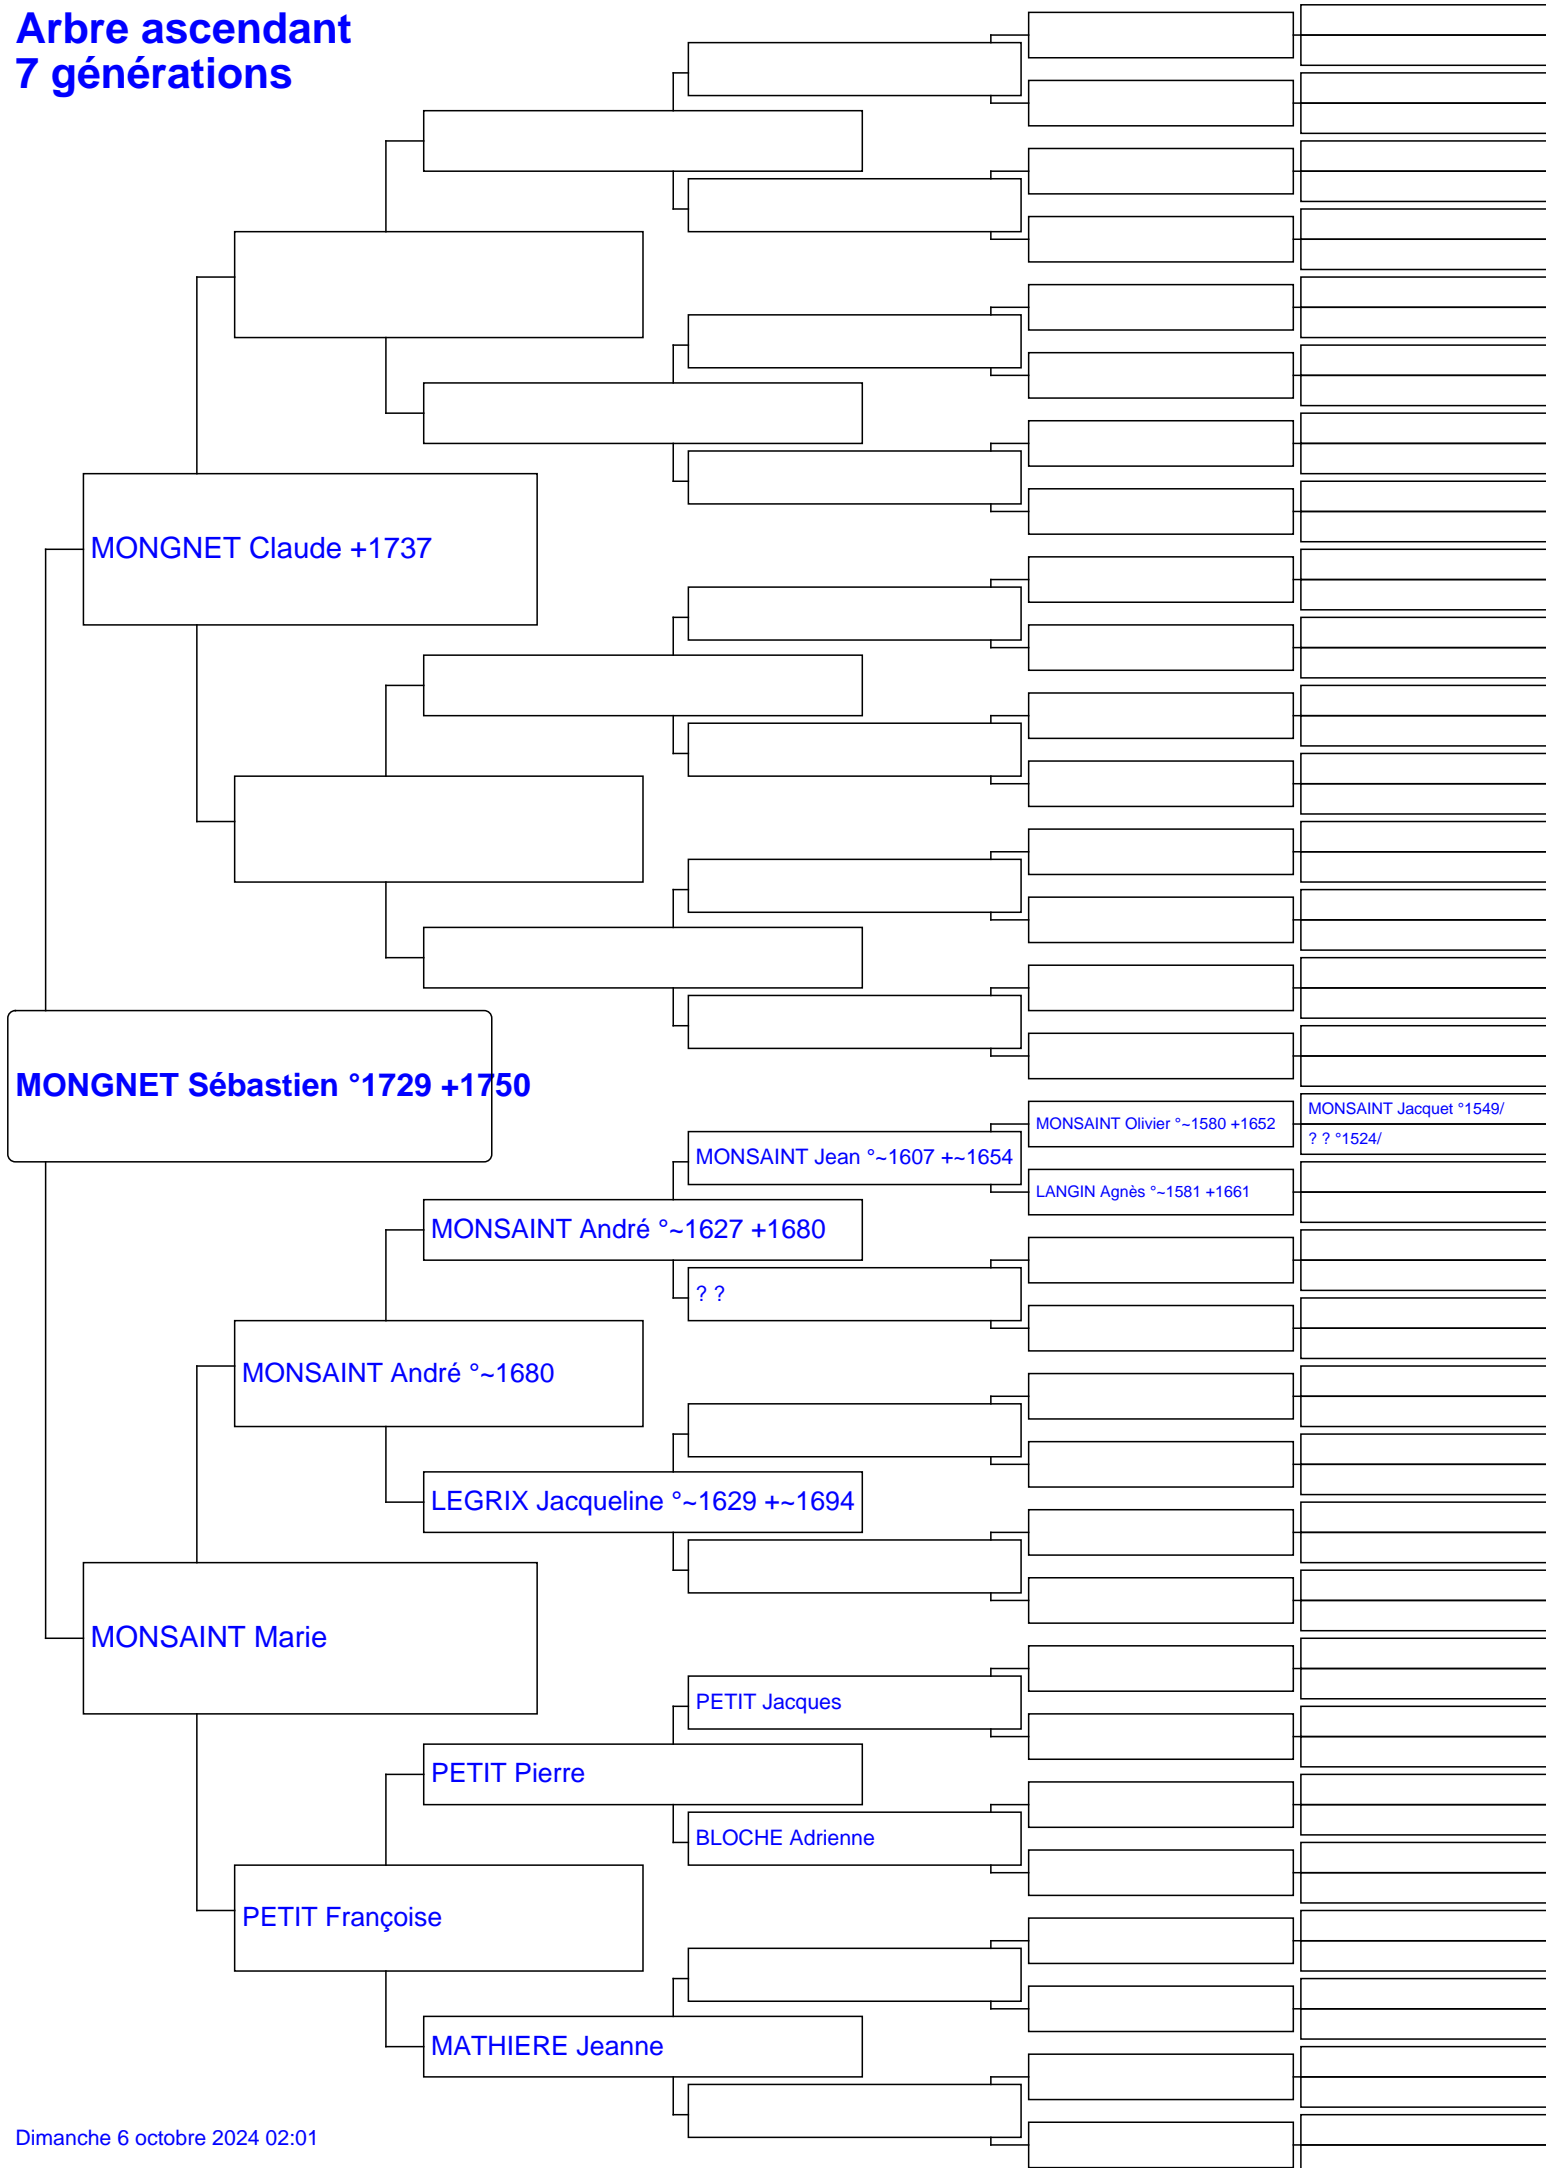 Arbre ascendant
7 générations
MONGNET Claude +1737
MONGNET Sébastien °1729 +1750
MONSAINT Jacquet °1549/
MONSAINT Olivier °~1580 +1652
? ? °1524/
MONSAINT Jean °~1607 +~1654
LANGIN Agnès °~1581 +1661
MONSAINT André °~1627 +1680
? ?
MONSAINT André °~1680
LEGRIX Jacqueline °~1629 +~1694
MONSAINT Marie
PETIT Jacques
PETIT Pierre
BLOCHE Adrienne
PETIT Françoise
MATHIERE Jeanne
Dimanche 6 octobre 2024 02:01